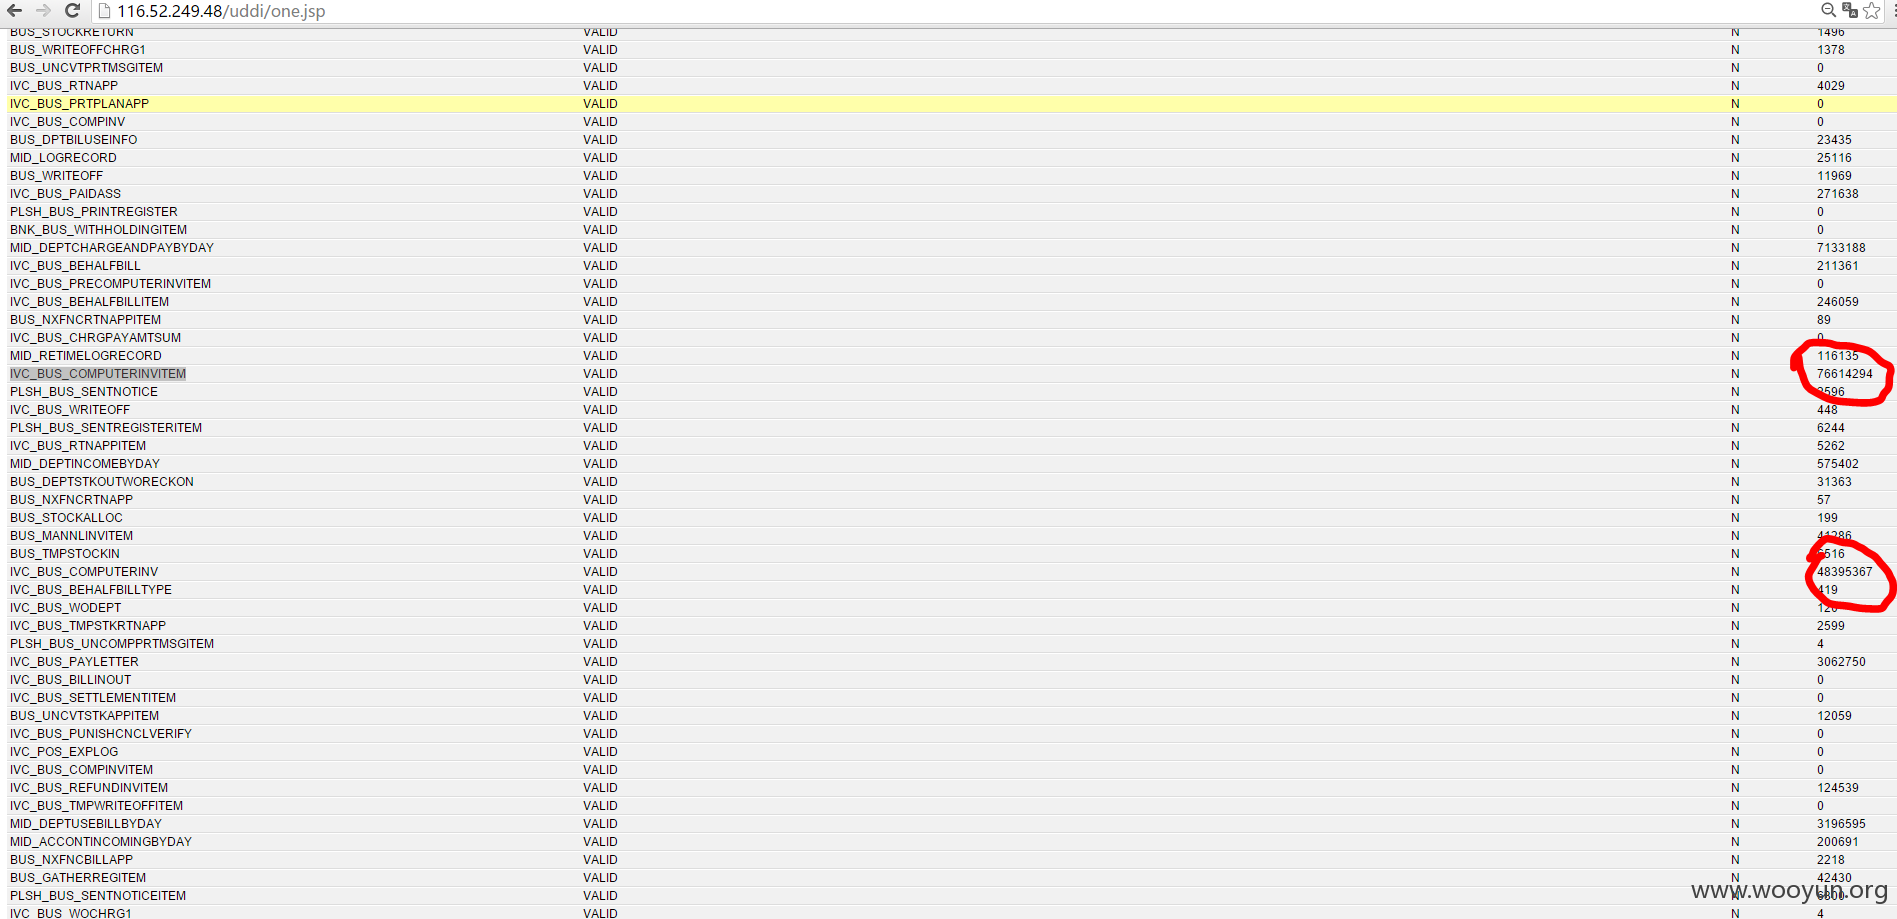 116.52.249.48/uddi/one.jsp
BUS_STOCKRETURN VALID N 1496
BUS_WRITEOFFCHRG1 VALID N 1378
BUS_UNCVTPRTMSGITEM VALID N 0
IVC_BUS_RTNAPP VALID N 4029
IVC_BUS_PRTPLANAPP VALID N 0
IVC_BUS_COMPINV VALID N 0
BUS_DPTBILUSEINFO VALID N 23435
MID_LOGRECORD VALID N 25116
BUS_WRITEOFF VALID N 11969
IVC_BUS_PAIDASS VALID N 271638
PLSH_BUS_PRINTREGISTER VALID N 0
BNK_BUS_WITHHOLDINGITEM VALID N 0
MID_DEPTCHARGEANDPAYBYDAY VALID N 7133188
IVC_BUS_BEHALFBILL VALID N 211361
IVC_BUS_PRECOMPUTERINVITEM VALID N 0
IVC_BUS_BEHALFBILLITEM VALID N 246059
BUS_NXFNCRTNAPPITEM VALID N 89
IVC_BUS_CHRGPAYAMTSUM VALID N 0
MID_RETIMELOGRECORD VALID N 116135
IVC_BUS_COMPUTERINVITEM VALID N 76614294
PLSH_BUS_SENTNOTICE VALID N 3596
IVC_BUS_WRITEOFF VALID N 448
PLSH_BUS_SENTREGISTERITEM VALID N 6244
IVC_BUS_RTNAPPITEM VALID N 5262
MID_DEPTINCOMEBYDAY VALID N 575402
BUS_DEPTSTKOUTWORECKON VALID N 31363
BUS_NXFNCRTNAPP VALID N 57
BUS_STOCKALLOC VALID N 199
BUS_MANNLINVITEM VALID N 41286
BUS_TMPSTOCKIN VALID N 6516
IVC_BUS_COMPUTERINV VALID N 48395367
IVC_BUS_BEHALFBILLTYPE VALID N 419
IVC_BUS_WODEPT VALID N 126
IVC_BUS_TMPSTKRTNAPP VALID N 2599
PLSH_BUS_UNCOMPPRTMSGITEM VALID N 4
IVC_BUS_PAYLETTER VALID N 3062750
IVC_BUS_BILLINOUT VALID N 0
IVC_BUS_SETTLEMENTITEM VALID N 0
BUS_UNCVTSTKAPPITEM VALID N 12059
IVC_BUS_PUNISHCNCLVERIFY VALID N 0
IVC_POS_EXPLOG VALID N 0
IVC_BUS_COMPINVITEM VALID N 0
IVC_BUS_REFUNDINVITEM VALID N 124539
IVC_BUS_TMPWRITEOFFITEM VALID N 0
MID_DEPTUSEBILLBYDAY VALID N 3196595
MID_ACCONTINCOMINGBYDAY VALID N 200691
BUS_NXFNCBILLAPP VALID N 2218
BUS_GATHERREGITEM VALID N 42430
PLSH_BUS_SENTNOTICEITEM VALID N
www.wooyun.org
IVC_BUS_WOCHRG1 VALID N 4